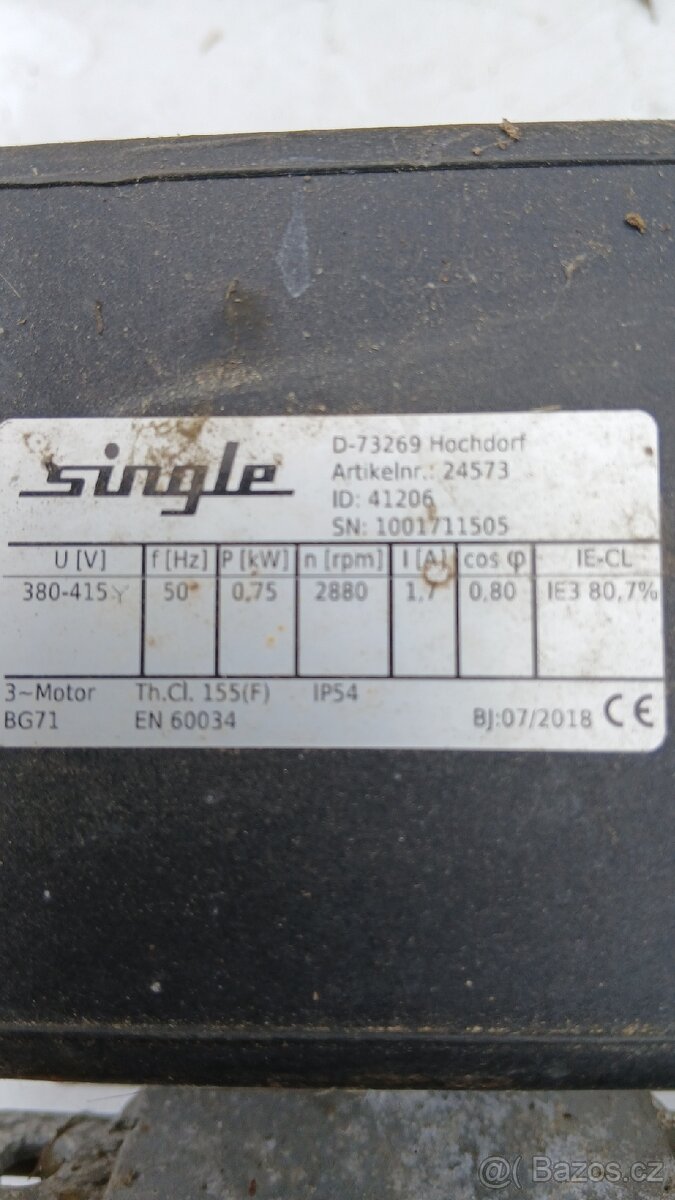 single
D-73269 Hochdorf
Artikelnr.: 24573
ID: 41206
SN: 1001711505
U [V] f [Hz] P [kW] n [rpm] I [A] cos φ IE-CL
380-415Y 50 0,75 2880 1,7 0,80 IE3 80,7%
3~Motor Th.Cl. 155(F) IP54
BG71 EN 60034 BJ:07/2018 CE
@ Bazos.cz